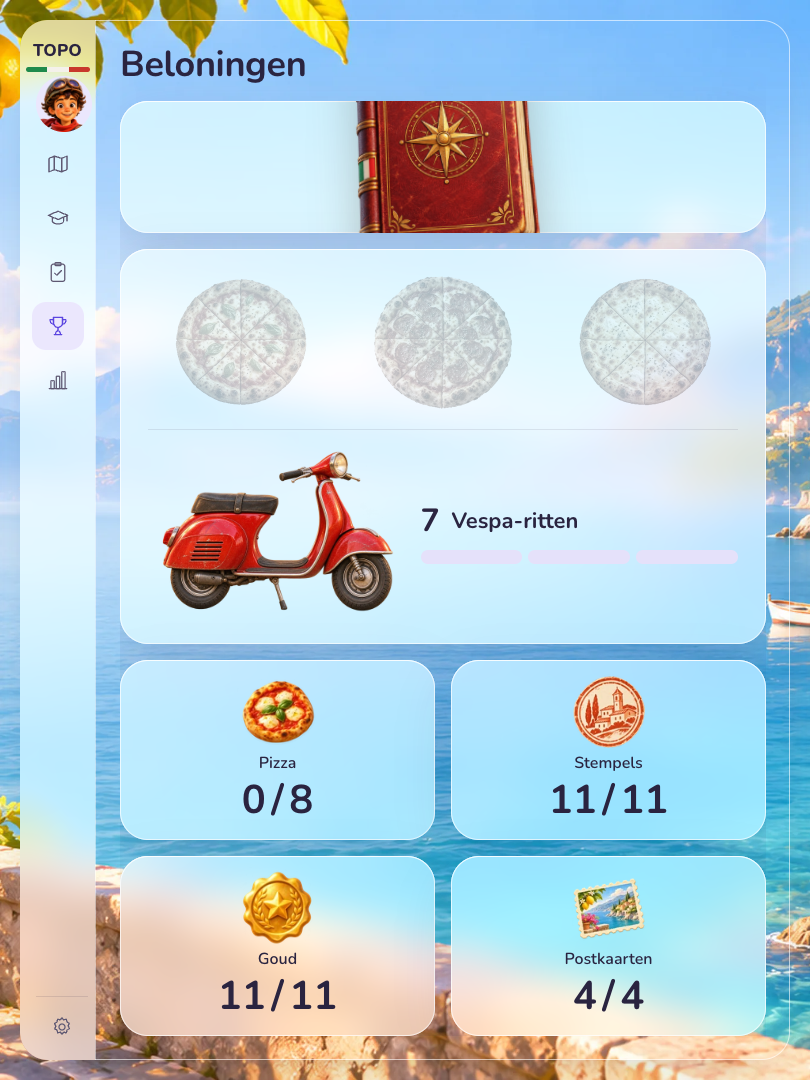 TOPO
Beloningen
7 Vespa-ritten
Pizza
0/8
Stempels
11/11
Goud
11/11
Postkaarten
4/4